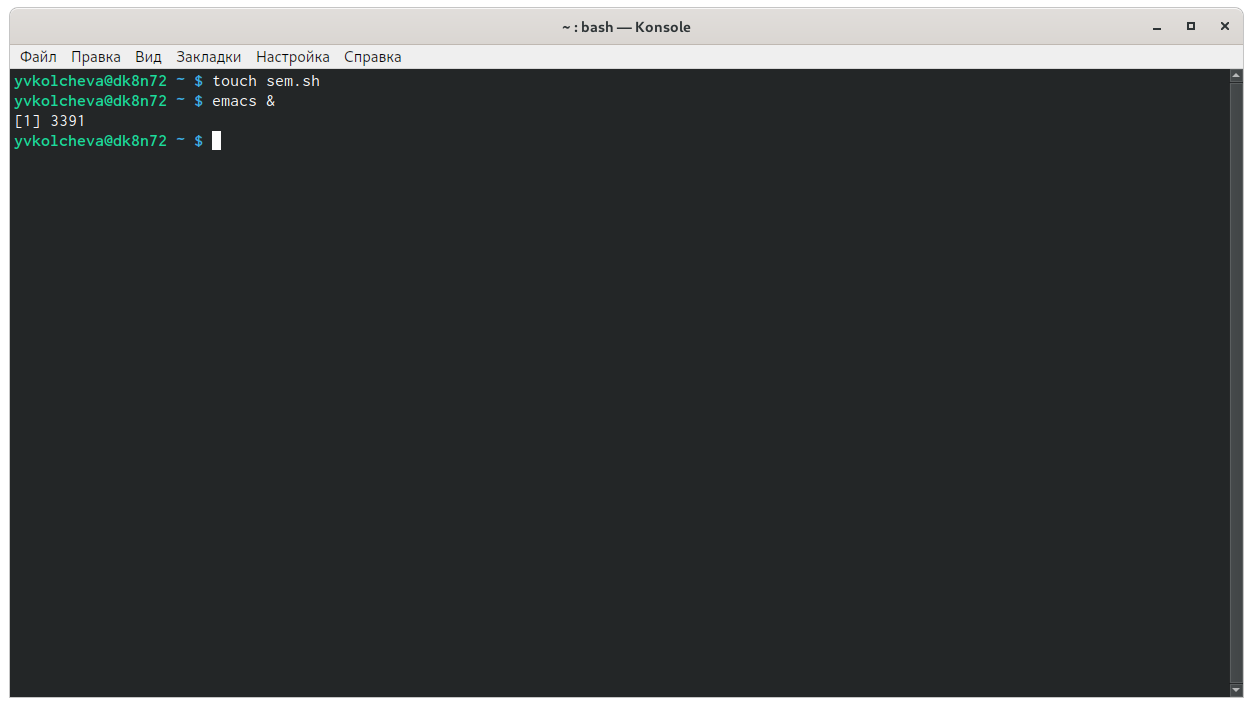 ~ : bash — Konsole
Файл Правка Вид Закладки Настройка Справка
yvkolcheva@dk8n72 ~ $ touch sem.sh
yvkolcheva@dk8n72 ~ $ emacs &
[1] 3391
yvkolcheva@dk8n72 ~ $